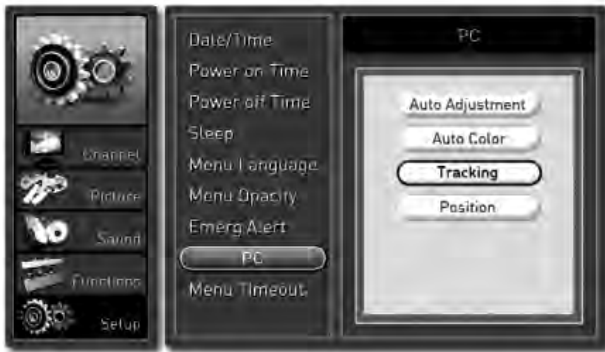 Channel
Picture
Sound
Functions
Setup
Date/Time
Power on Time
Power off Time
Sleep
Menu Language
Menu Opacity
Emerg Alert
PC
Menu Timeout
PC
Auto Adjustment
Auto Color
Tracking
Position